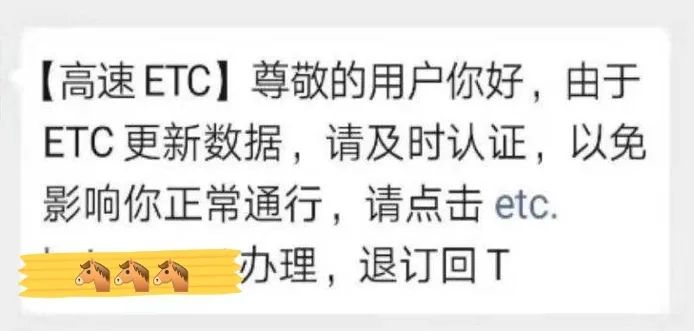 【高速ETC】尊敬的用户你好，由于
ETC更新数据，请及时认证，以免
影响你正常通行，请点击 etc.
办理，退订回T